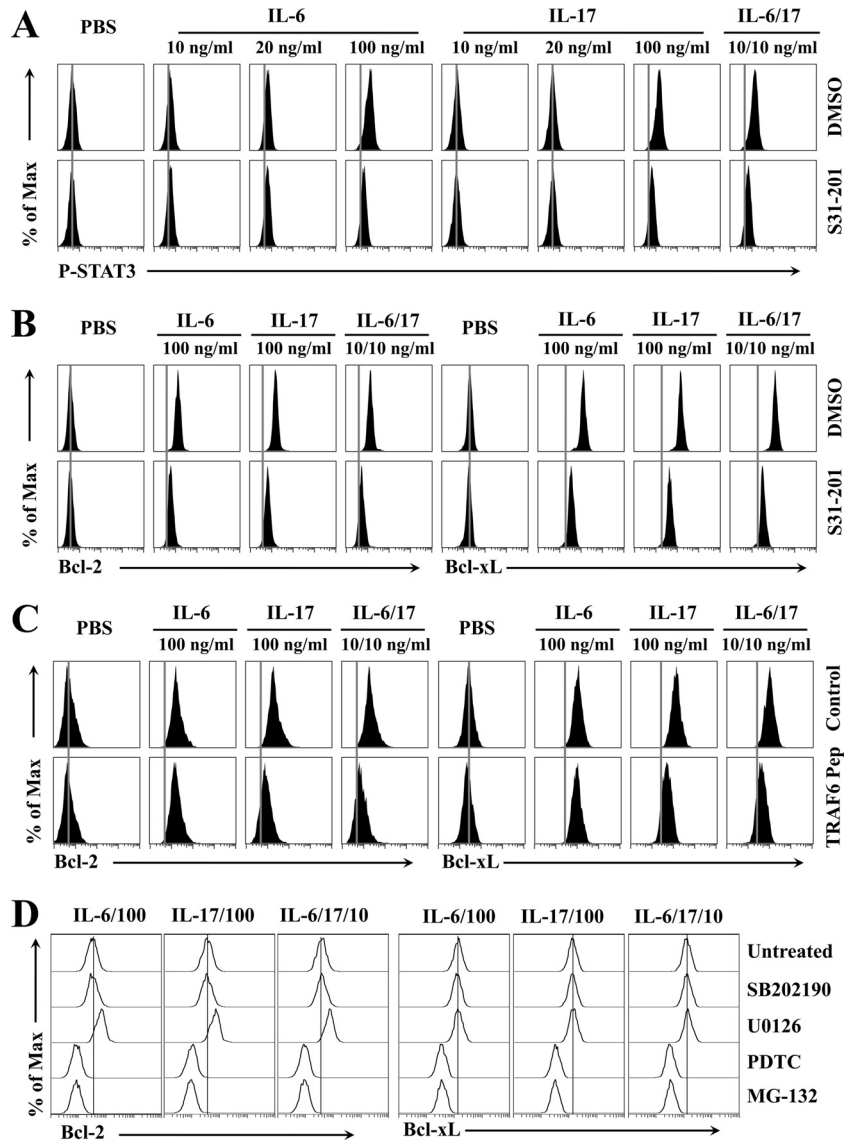 A
PBS
IL-6
IL-17
IL-6/17
10 ng/ml
20 ng/ml
100 ng/ml
10 ng/ml
20 ng/ml
100 ng/ml
10/10 ng/ml
DMSO
S31-201
% of Max
P-STAT3
B
PBS
IL-6
IL-17
IL-6/17
PBS
IL-6
IL-17
IL-6/17
100 ng/ml
100 ng/ml
10/10 ng/ml
100 ng/ml
100 ng/ml
10/10 ng/ml
DMSO
S31-201
% of Max
Bcl-2
Bcl-xL
C
PBS
IL-6
IL-17
IL-6/17
PBS
IL-6
IL-17
IL-6/17
100 ng/ml
100 ng/ml
10/10 ng/ml
100 ng/ml
100 ng/ml
10/10 ng/ml
Control
TRAF6 Pep
% of Max
Bcl-2
Bcl-xL
D
IL-6/100
IL-17/100
IL-6/17/10
IL-6/100
IL-17/100
IL-6/17/10
Untreated
SB202190
U0126
PDTC
MG-132
% of Max
Bcl-2
Bcl-xL